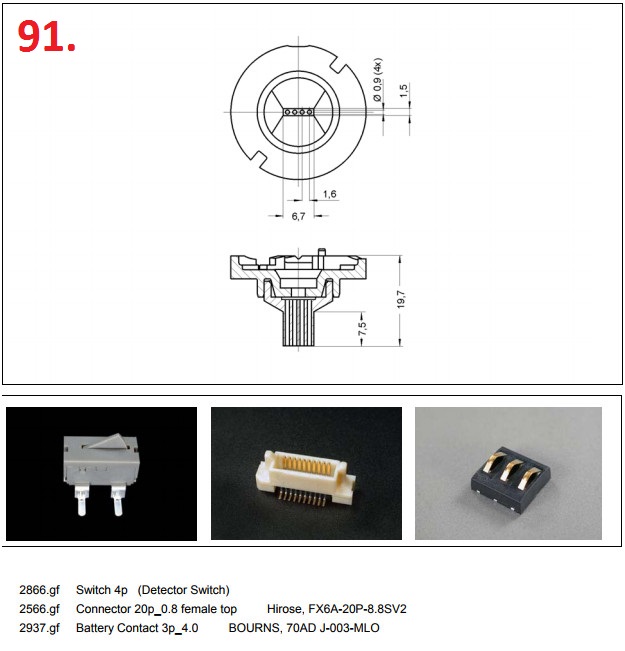 91.
Ø 0,9 (4x)
1,5
1,6
6,7
19,7
7,5
2866.gf Switch 4p (Detector Switch)
2566.gf Connector 20p_0.8 female top Hirose, FX6A-20P-8.8SV2
2937.gf Battery Contact 3p_4.0 BOURNS, 70AD J-003-MLO